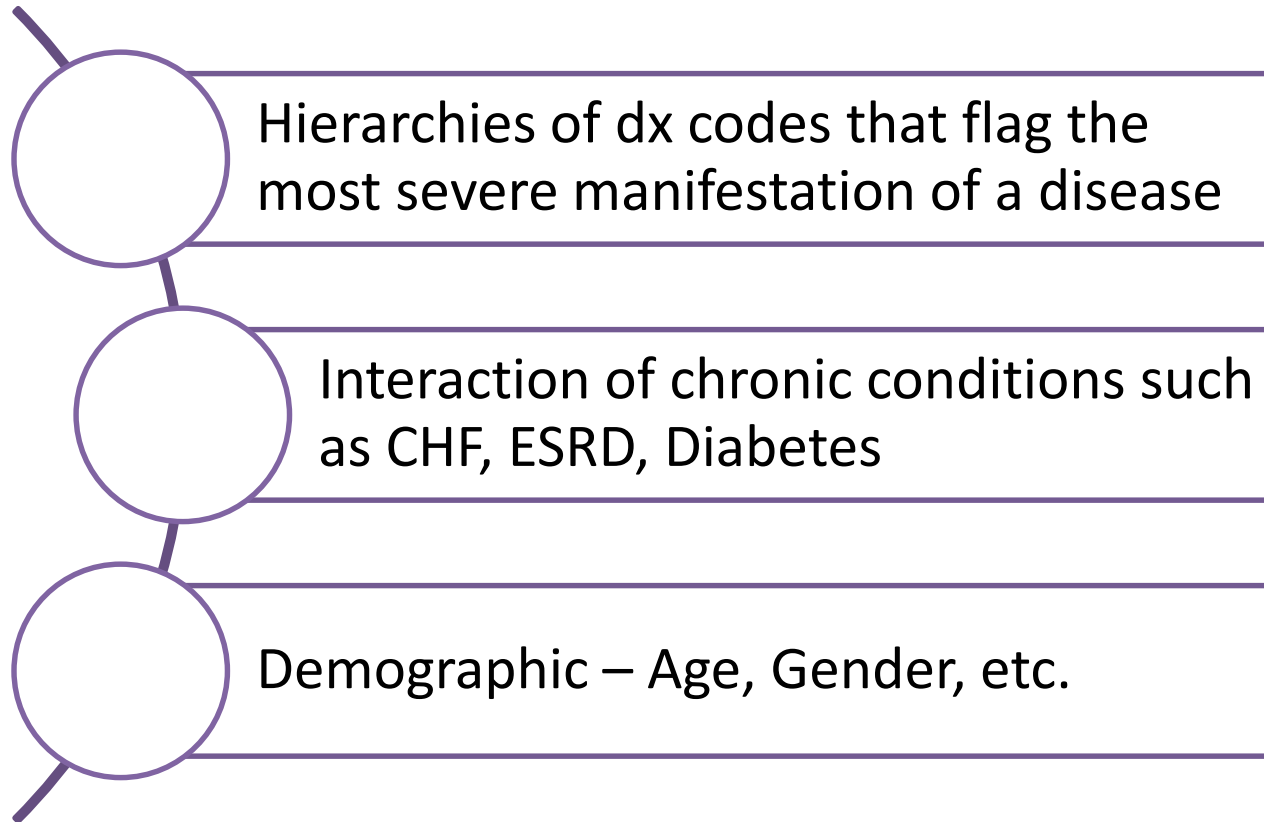 Hierarchies of dx codes that flag the
most severe manifestation of a disease
Interaction of chronic conditions such
as CHF, ESRD, Diabetes
Demographic – Age, Gender, etc.